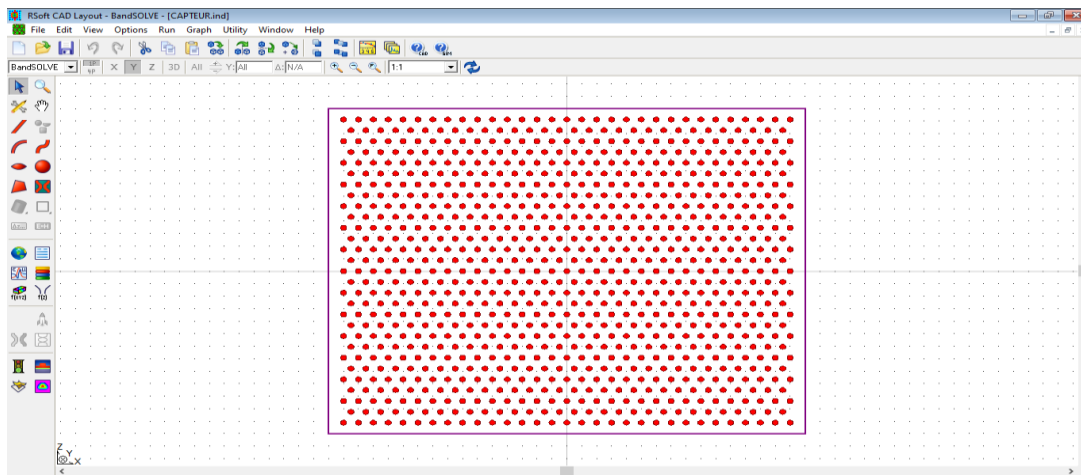 RSoft CAD Layout - BandSOLVE - [CAPTEUR.ind]
File Edit View Options Run Graph Utility Window Help
BandSOLVE X Y Z 3D All Y: All Δ: N/A 1:1
f(x+z) f(z)
Z
Y
X